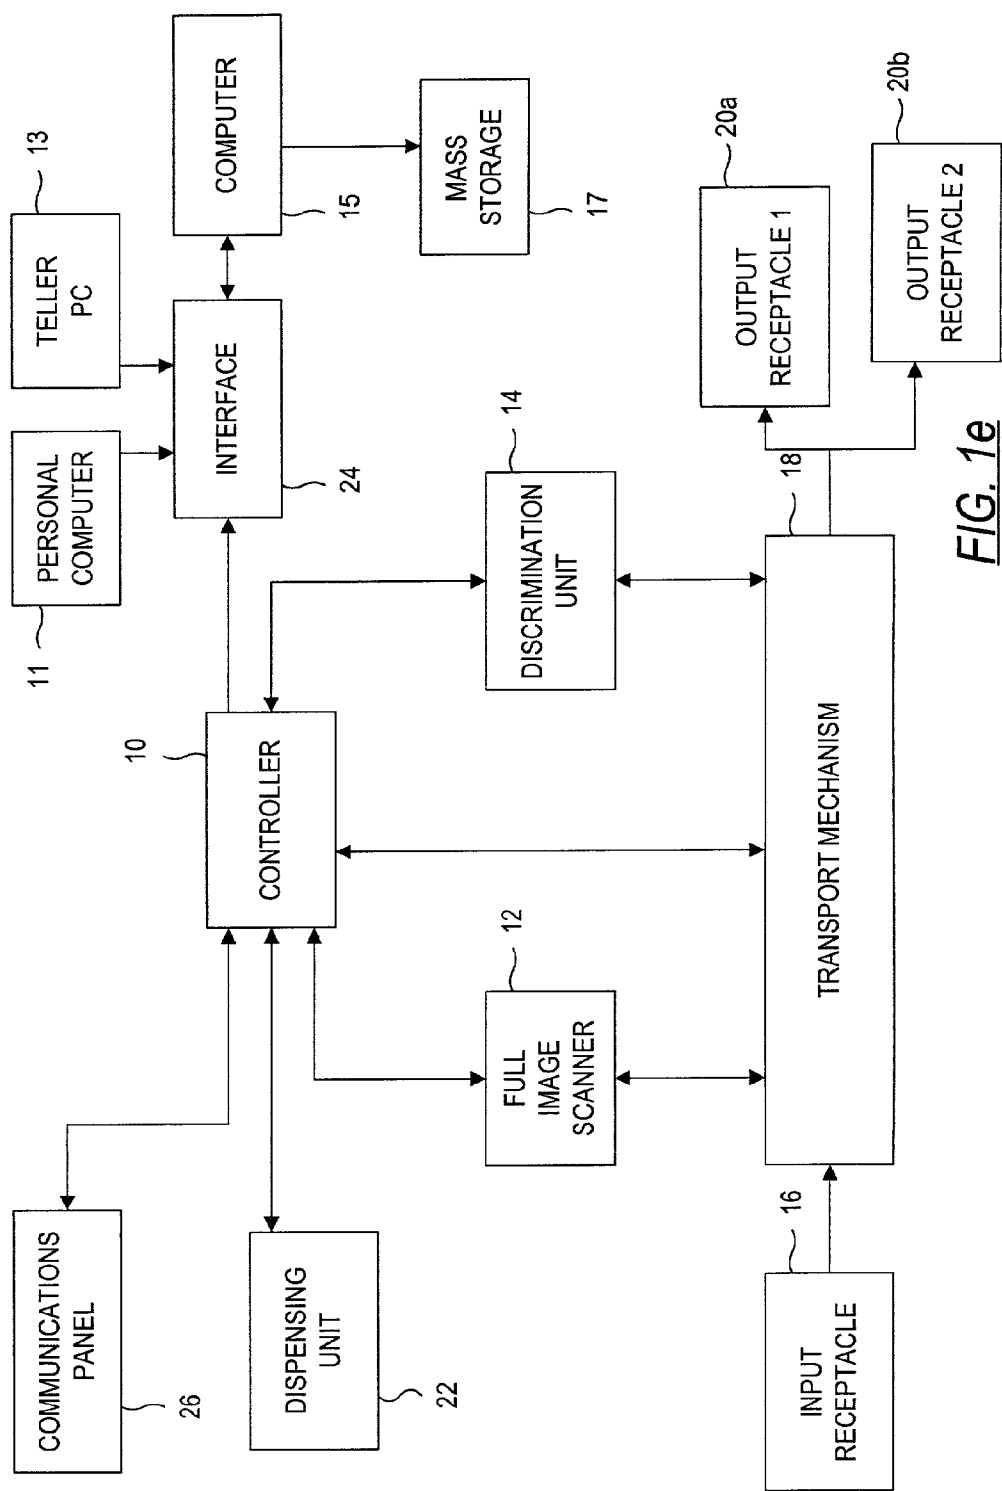 COMMUNICATIONS
PANEL
26
DISPENSING
UNIT
22
INPUT
RECEPTACLE
16
FULL
IMAGE
SCANNER
12
CONTROLLER
10
TRANSPORT MECHANISM
18
DISCRIMINATION
UNIT
14
PERSONAL
COMPUTER
11
TELLER
PC
13
INTERFACE
24
COMPUTER
15
MASS
STORAGE
17
OUTPUT
RECEPTACLE 1
20a
OUTPUT
RECEPTACLE 2
20b
FIG. 1e